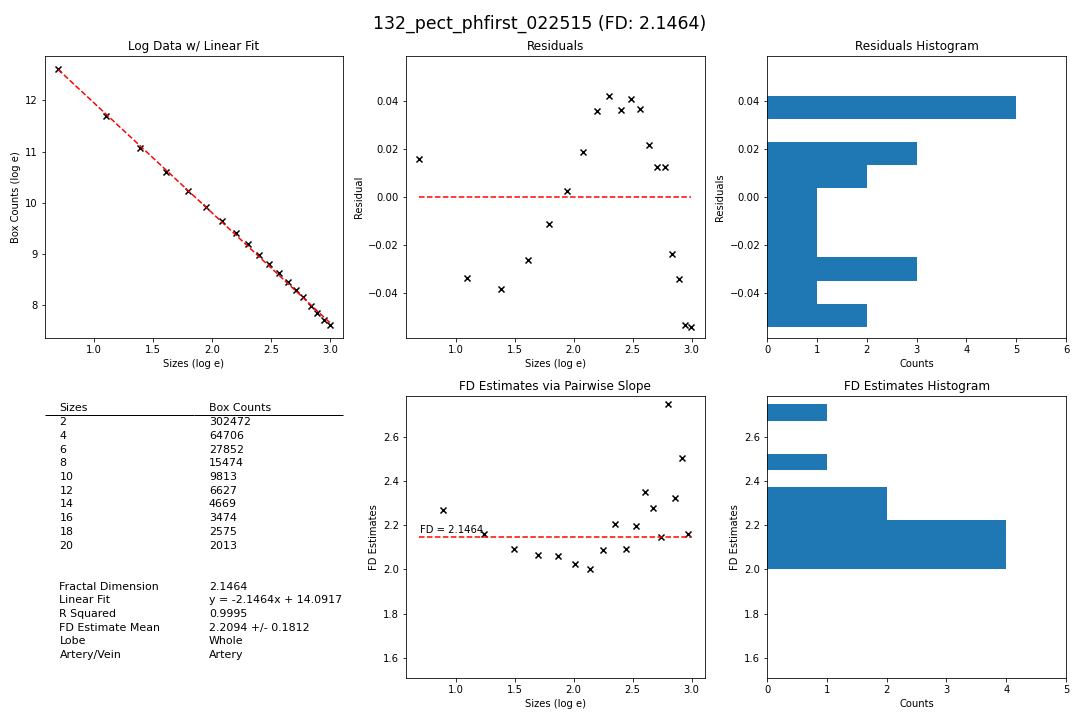 132_pect_phfirst_022515 (FD: 2.1464)
Log Data w/ Linear Fit
Box Counts (log e)
12
11
10
9
8
1.0 1.5 2.0 2.5 3.0
Sizes (log e)
Residuals
Residual
0.04
0.02
0.00
−0.02
−0.04
1.0 1.5 2.0 2.5 3.0
Sizes (log e)
Residuals Histogram
Residuals
0.04
0.02
0.00
−0.02
−0.04
0 1 2 3 4 5 6
Counts
Sizes Box Counts
2 302472
4 64706
6 27852
8 15474
10 9813
12 6627
14 4669
16 3474
18 2575
20 2013
Fractal Dimension 2.1464
Linear Fit y = -2.1464x + 14.0917
R Squared 0.9995
FD Estimate Mean 2.2094 +/- 0.1812
Lobe Whole
Artery/Vein Artery
FD Estimates via Pairwise Slope
FD Estimates
2.6
2.4
2.2
2.0
1.8
1.6
FD = 2.1464
1.0 1.5 2.0 2.5 3.0
Sizes (log e)
FD Estimates Histogram
FD Estimates
2.6
2.4
2.2
2.0
1.8
1.6
0 1 2 3 4 5
Counts